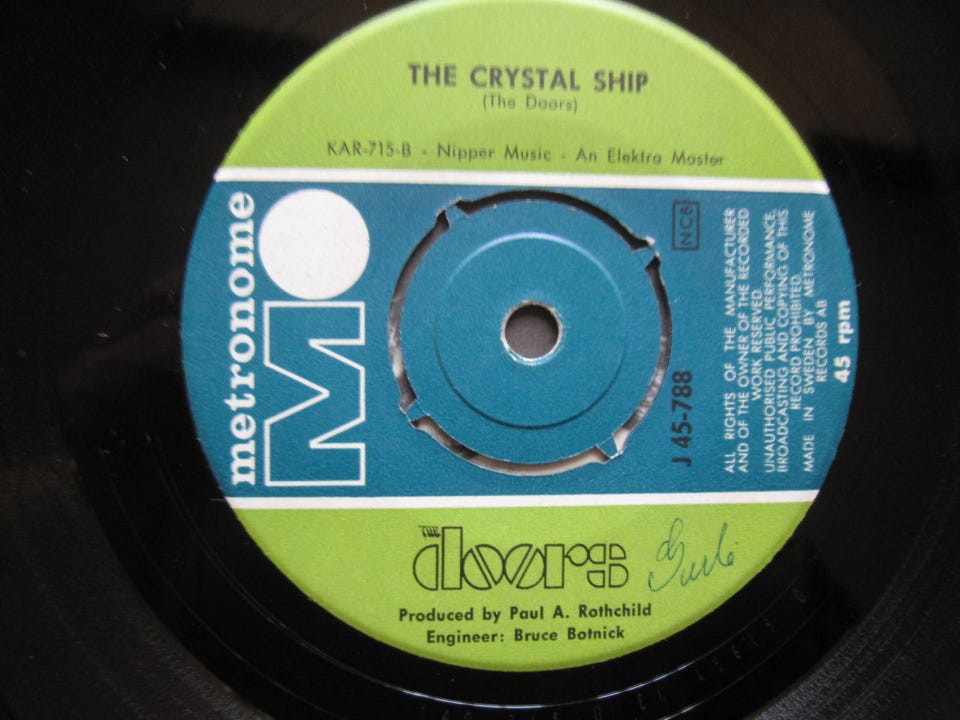 THE CRYSTAL SHIP
(The Doors)
KAR-715-B - Nipper Music - An Elektra Master
metronome
M
NCB
J 45-788
ALL RIGHTS OF THE MANUFACTURER
AND OF THE OWNER OF THE RECORDED
WORK RESERVED.
UNAUTHORISED PUBLIC PERFORMANCE,
BROADCASTING AND COPYING OF THIS
RECORD PROHIBITED.
MADE IN SWEDEN BY METRONOME
RECORDS AB
45 rpm
THE
doors
Produced by Paul A. Rothchild
Engineer: Bruce Botnick